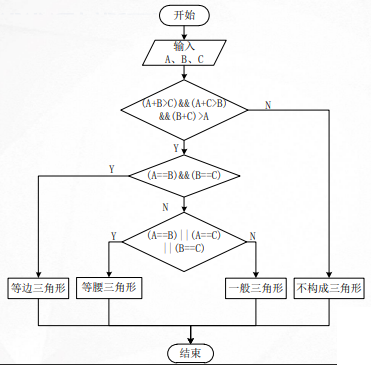 开始
输入
A、B、C
(A+B>C)&&(A+C>B)
&&(B+C)>A
N
Y
(A==B)&&(B==C)
Y
N
(A==B)||(A==C)
||(B==C)
Y
N
等边三角形
等腰三角形
一般三角形
不构成三角形
结束